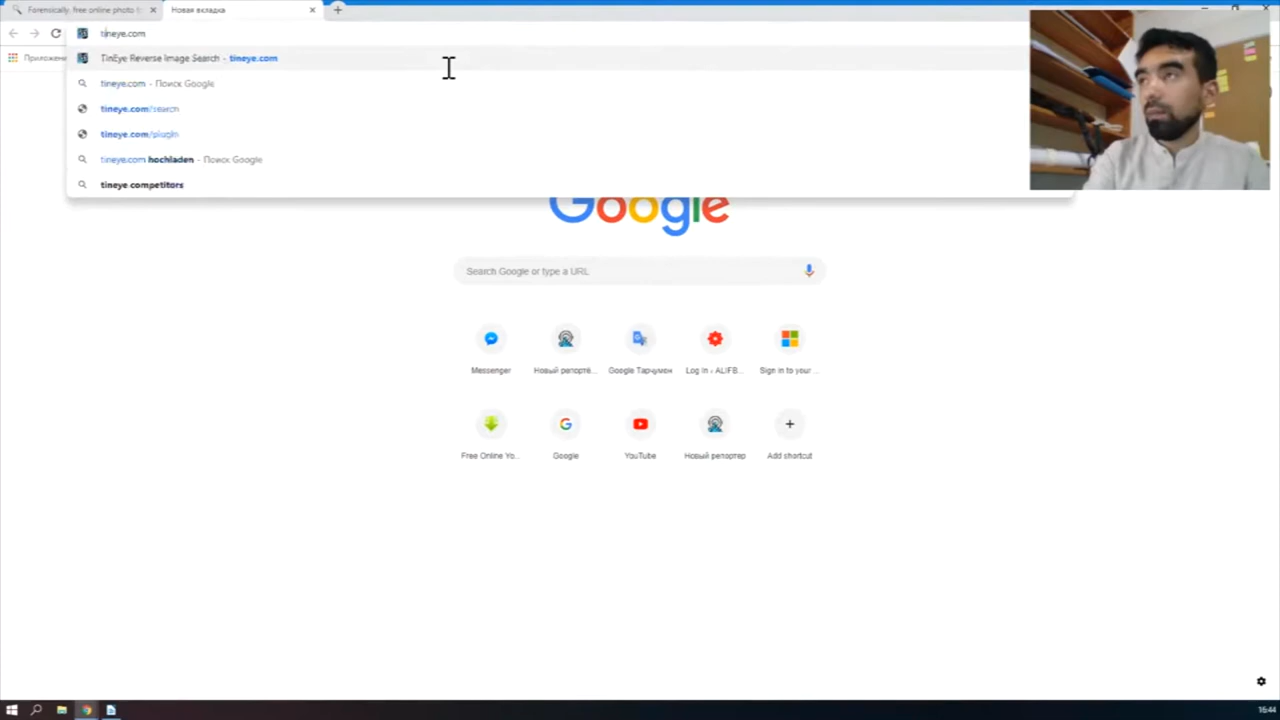 Forensically, free online photo
Новая вкладка
tineye.com
Приложени
TinEye Reverse Image Search - tineye.com
tineye.com - Поиск Google
tineye.com/search
tineye.com/plugin
tineye.com hochladen - Поиск Google
tineye competitors
Google
Search Google or type a URL
Messenger
Новый репортё...
Google Тарчумон
Log In ‹ ALIFB...
Sign in to your ...
Free Online Yo...
Google
YouTube
Новый репортер
Add shortcut
16:44